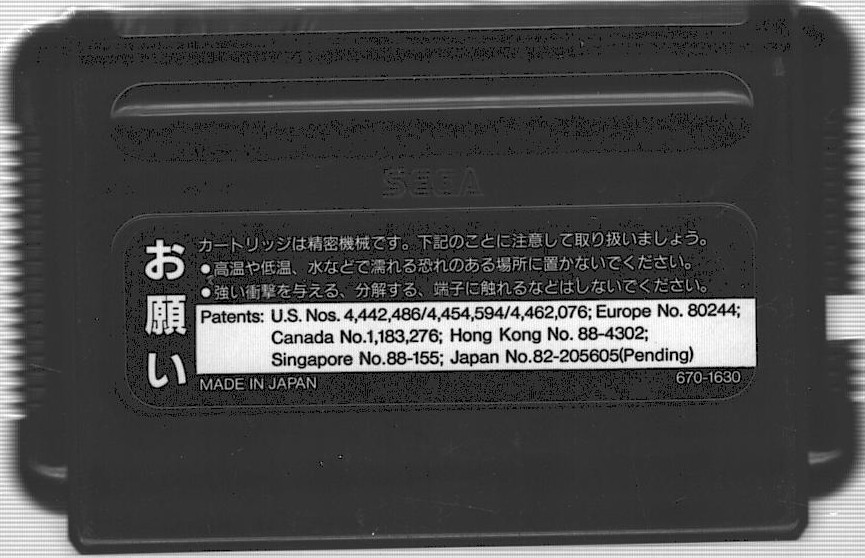 SEGA
お願い
カートリッジは精密機械です。下記のことに注意して取り扱いましょう。
●高温や低温、水などで濡れる恐れのある場所に置かないでください。
●強い衝撃を与える、分解する、端子に触れるなどはしないでください。
Patents: U.S. Nos. 4,442,486/4,454,594/4,462,076; Europe No. 80244;
Canada No.1,183,276; Hong Kong No. 88-4302;
Singapore No.88-155; Japan No.82-205605(Pending)
MADE IN JAPAN
670-1630